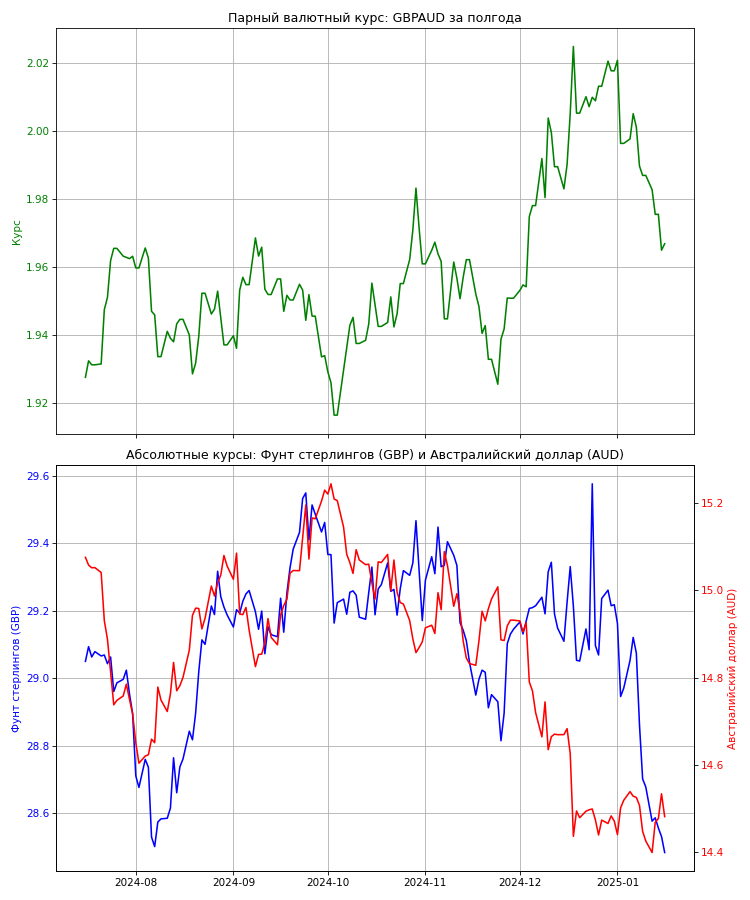 Парный валютный курс: GBPAUD за полгода
2.02
2.00
1.98
1.96
1.94
1.92
Курс
Абсолютные курсы: Фунт стерлингов (GBP) и Австралийский доллар (AUD)
29.6
29.4
29.2
29.0
28.8
28.6
Фунт стерлингов (GBP)
15.2
15.0
14.8
14.6
14.4
Австралийский доллар (AUD)
2024-08 2024-09 2024-10 2024-11 2024-12 2025-01